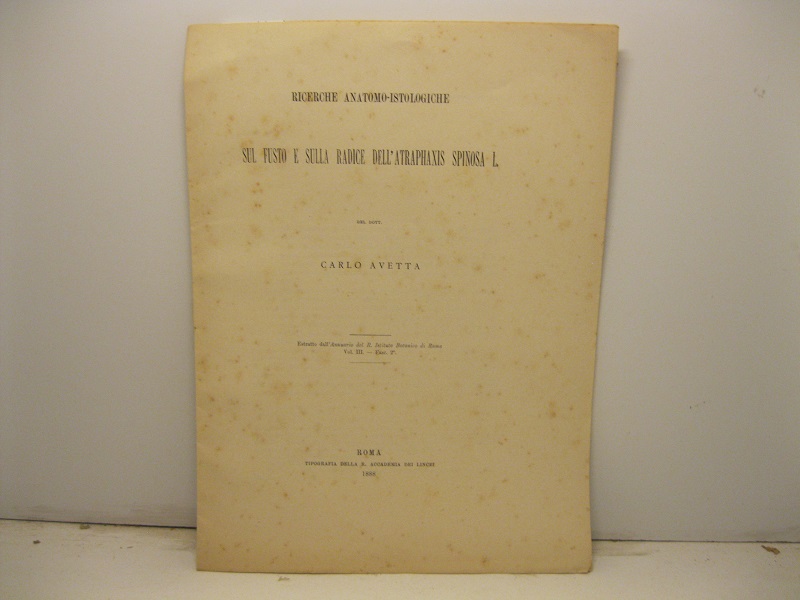 RICERCHE ANATOMO-ISTOLOGICHE
SUL FUSTO E SULLA RADICE DELL'ATRAPHAXIS SPINOSA L.
DEL DOTT.
CARLO AVETTA
Estratto dall'Annuario del R. Istituto Botanico di Roma
Vol. III. — Fasc. 2º.
ROMA
TIPOGRAFIA DELLA R. ACCADEMIA DEI LINCEI
1888